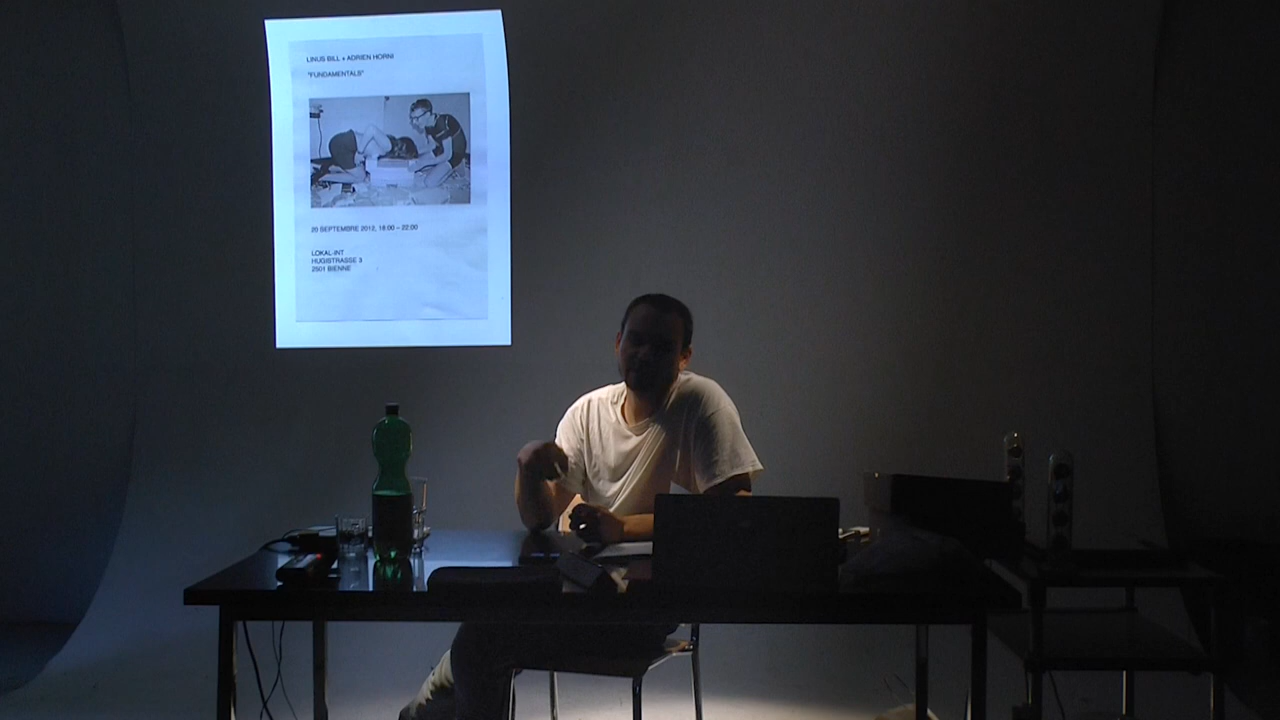 LINUS BILL + ADRIEN HORNI
"FUNDAMENTALS"
20 SEPTEMBRE 2012, 18:00 – 22:00
LOKAL-INT
HUGISTRASSE 3
2501 BIENNE